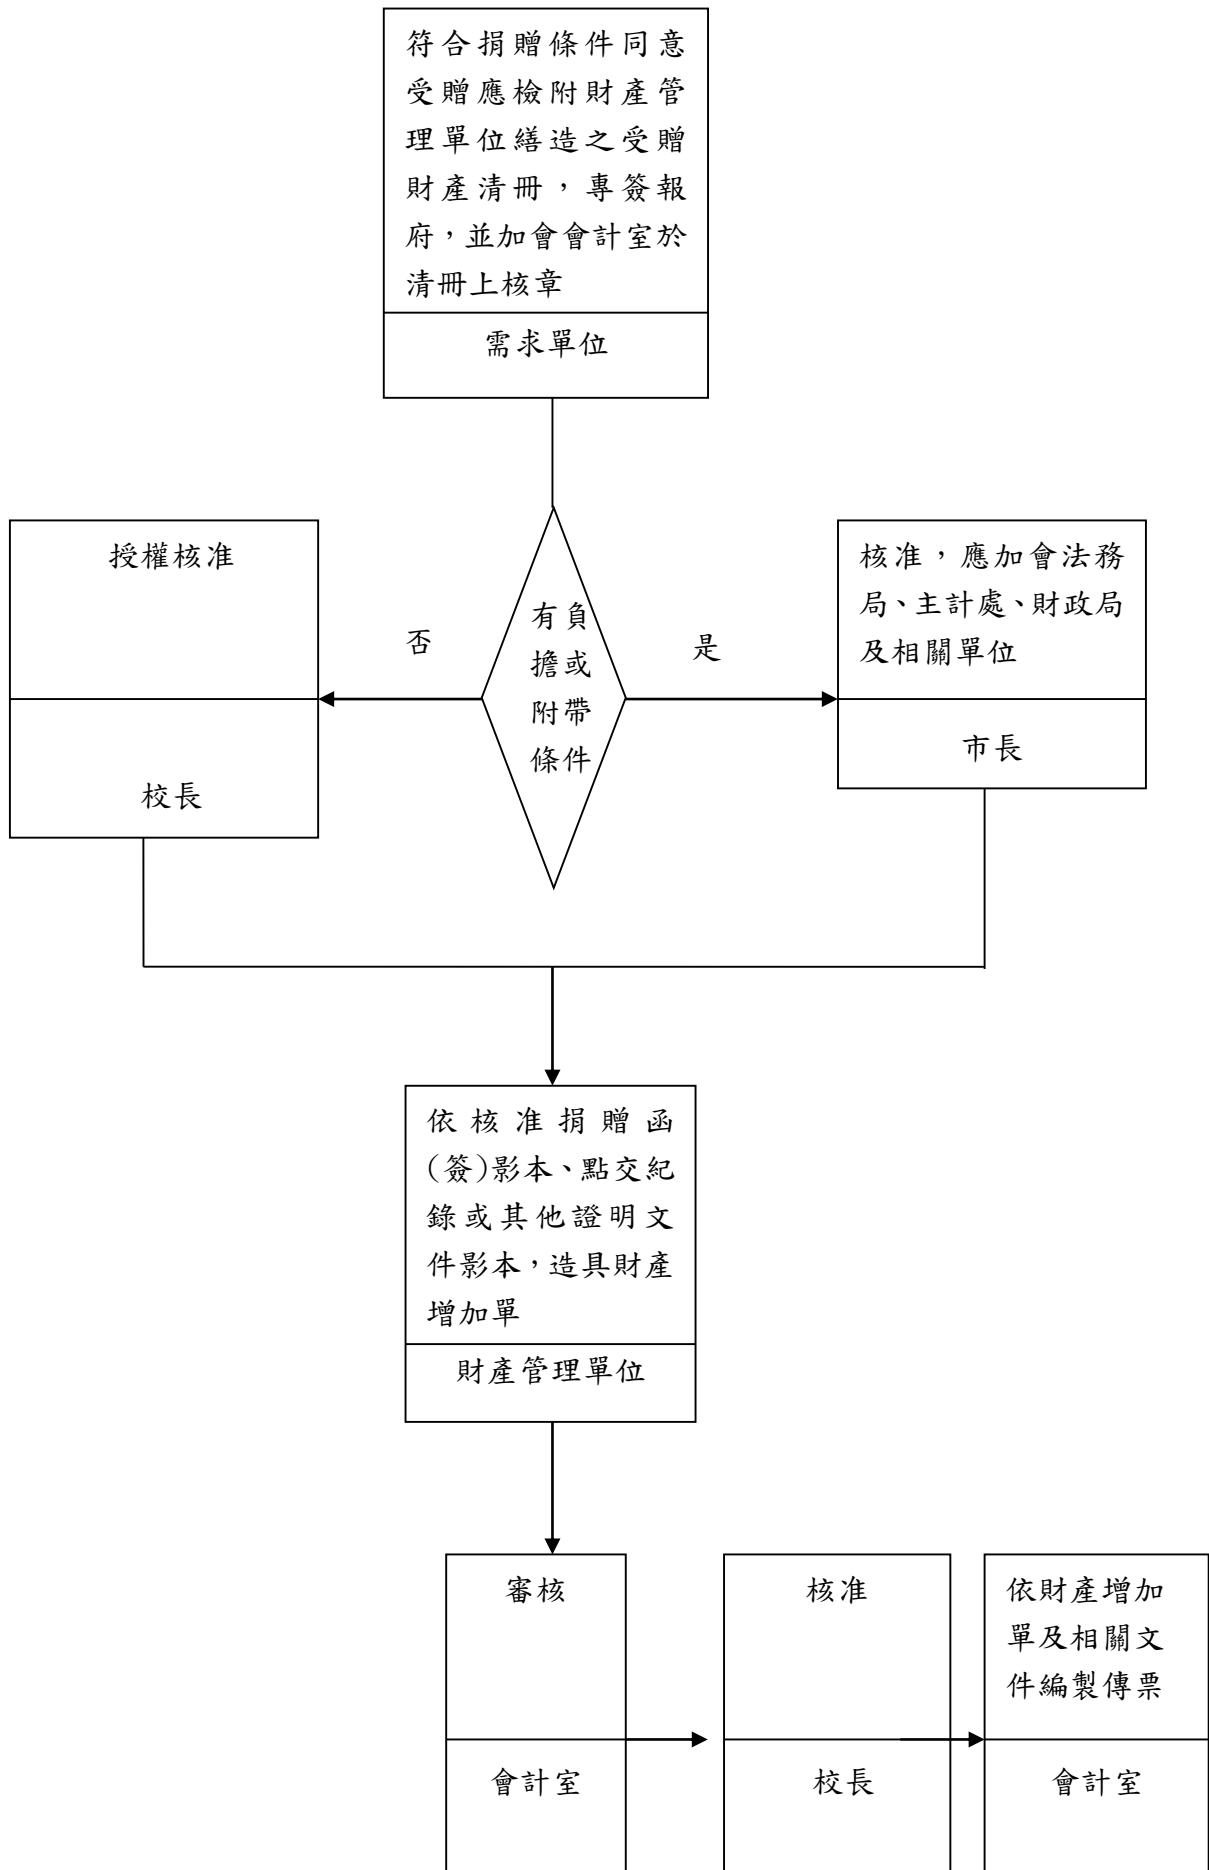 符合捐贈條件同意
受贈應檢附財產管
理單位繕造之受贈
財產清冊，專簽報
府，並加會會計室於
清冊上核章
需求單位
授權核准
校長
否
有負
擔或
附帶
條件
是
核准，應加會法務
局、主計處、財政局
及相關單位
市長
依核准捐贈函
(簽)影本、點交紀
錄或其他證明文
件影本，造具財產
增加單
財產管理單位
審核
會計室
核准
校長
依財產增加
單及相關文
件編製傳票
會計室